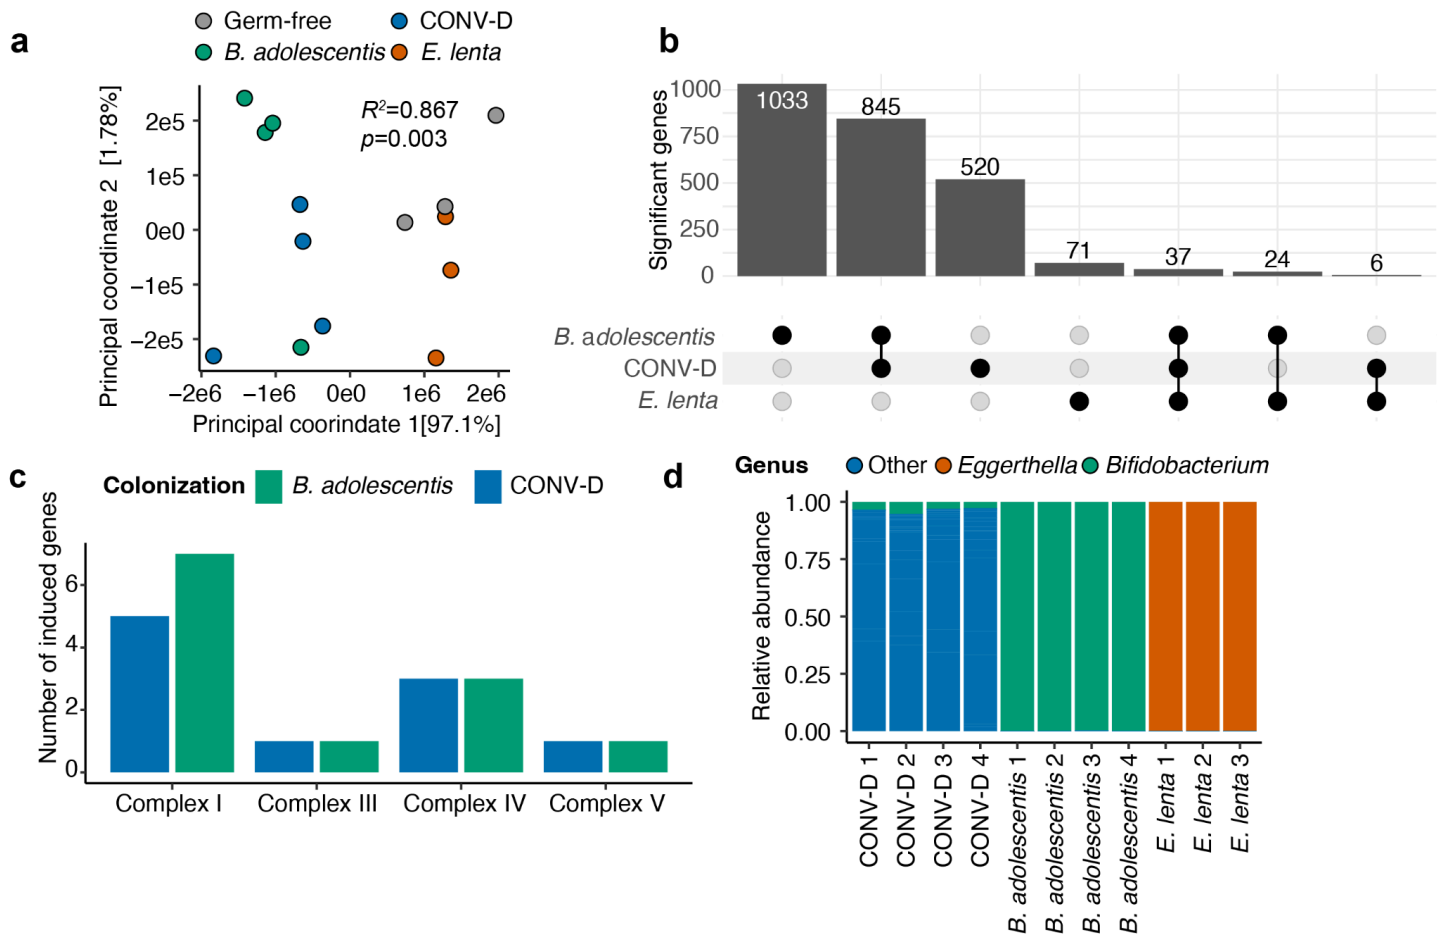 a
Germ-free
CONV-D
B. adolescentis
E. lenta
R²=0.867
p=0.003
Principal coordinate 2 [1.78%]
2e5
1e5
0e0
−1e5
−2e5
−2e6
−1e6
0e0
1e6
2e6
Principal coorindate 1[97.1%]
b
Significant genes
1000
750
500
250
0
1033
845
520
71
37
24
6
B. adolescentis
CONV-D
E. lenta
c
Colonization
B. adolescentis
CONV-D
Number of induced genes
6
4
2
0
Complex I
Complex III
Complex IV
Complex V
d
Genus
Other
Eggerthella
Bifidobacterium
Relative abundance
1.00
0.75
0.50
0.25
0.00
CONV-D 1
CONV-D 2
CONV-D 3
CONV-D 4
B. adolescentis 1
B. adolescentis 2
B. adolescentis 3
B. adolescentis 4
E. lenta 1
E. lenta 2
E. lenta 3